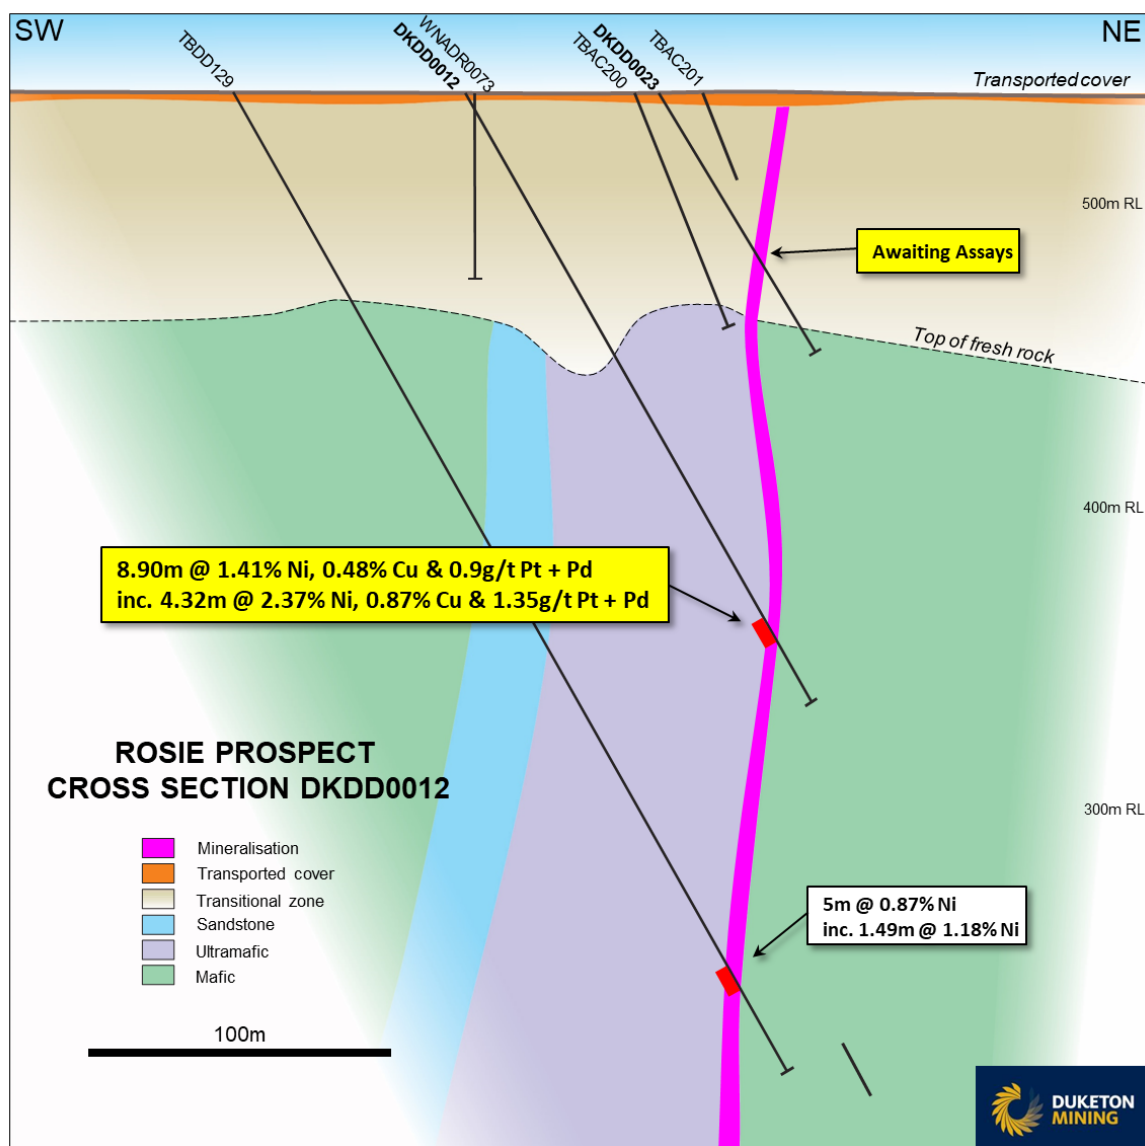 SW
NE
TBDD129
DKDD0012
WNADR0073
TBAC200
DKDD0023
TBAC201
Transported cover
500m RL
Awaiting Assays
Top of fresh rock
400m RL
8.90m @ 1.41% Ni, 0.48% Cu & 0.9g/t Pt + Pd
inc. 4.32m @ 2.37% Ni, 0.87% Cu & 1.35g/t Pt + Pd
ROSIE PROSPECT
CROSS SECTION DKDD0012
300m RL
Mineralisation
Transported cover
Transitional zone
Sandstone
Ultramafic
Mafic
5m @ 0.87% Ni
inc. 1.49m @ 1.18% Ni
100m
DUKETON
MINING